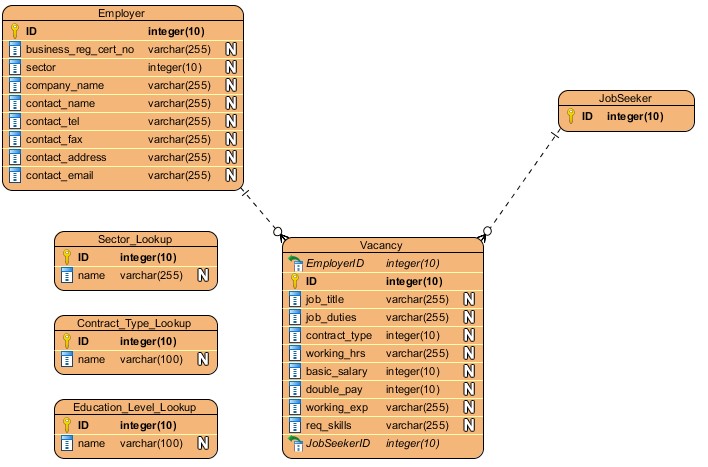 Employer
ID integer(10)
business_reg_cert_no varchar(255) N
sector integer(10) N
company_name varchar(255) N
contact_name varchar(255) N
contact_tel varchar(255) N
contact_fax varchar(255) N
contact_address varchar(255) N
contact_email varchar(255) N
JobSeeker
ID integer(10)
Sector_Lookup
ID integer(10)
name varchar(255) N
Contract_Type_Lookup
ID integer(10)
name varchar(100) N
Education_Level_Lookup
ID integer(10)
name varchar(100) N
Vacancy
EmployerID integer(10)
ID integer(10)
job_title varchar(255) N
job_duties varchar(255) N
contract_type integer(10) N
working_hrs varchar(255) N
basic_salary integer(10) N
double_pay integer(10) N
working_exp varchar(255) N
req_skills varchar(255) N
JobSeekerID integer(10)